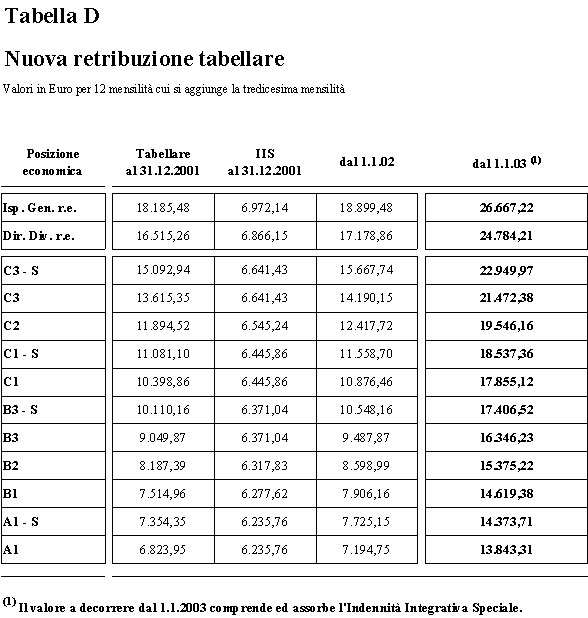 Tabella D
Nuova retribuzione tabellare
Valori in Euro per 12 mensilità cui si aggiunge la tredicesima mensilità
Posizione economica Tabellare al 31.12.2001 IIS al 31.12.2001 dal 1.1.02 dal 1.1.03 (1)
Isp. Gen. r.e. 18.185,48 6.972,14 18.899,48 26.667,22
Dir. Div. r.e. 16.515,26 6.866,15 17.178,86 24.784,21
C3 - S 15.092,94 6.641,43 15.667,74 22.949,97
C3 13.615,35 6.641,43 14.190,15 21.472,38
C2 11.894,52 6.545,24 12.417,72 19.546,16
C1 - S 11.081,10 6.445,86 11.558,70 18.537,36
C1 10.398,86 6.445,86 10.876,46 17.855,12
B3 - S 10.110,16 6.371,04 10.548,16 17.406,52
B3 9.049,87 6.371,04 9.487,87 16.346,23
B2 8.187,39 6.317,83 8.598,99 15.375,22
B1 7.514,96 6.277,62 7.906,16 14.619,38
A1 - S 7.354,35 6.235,76 7.725,15 14.373,71
A1 6.823,95 6.235,76 7.194,75 13.843,31
(1) Il valore a decorrere dal 1.1.2003 comprende ed assorbe l'Indennità Integrativa Speciale.